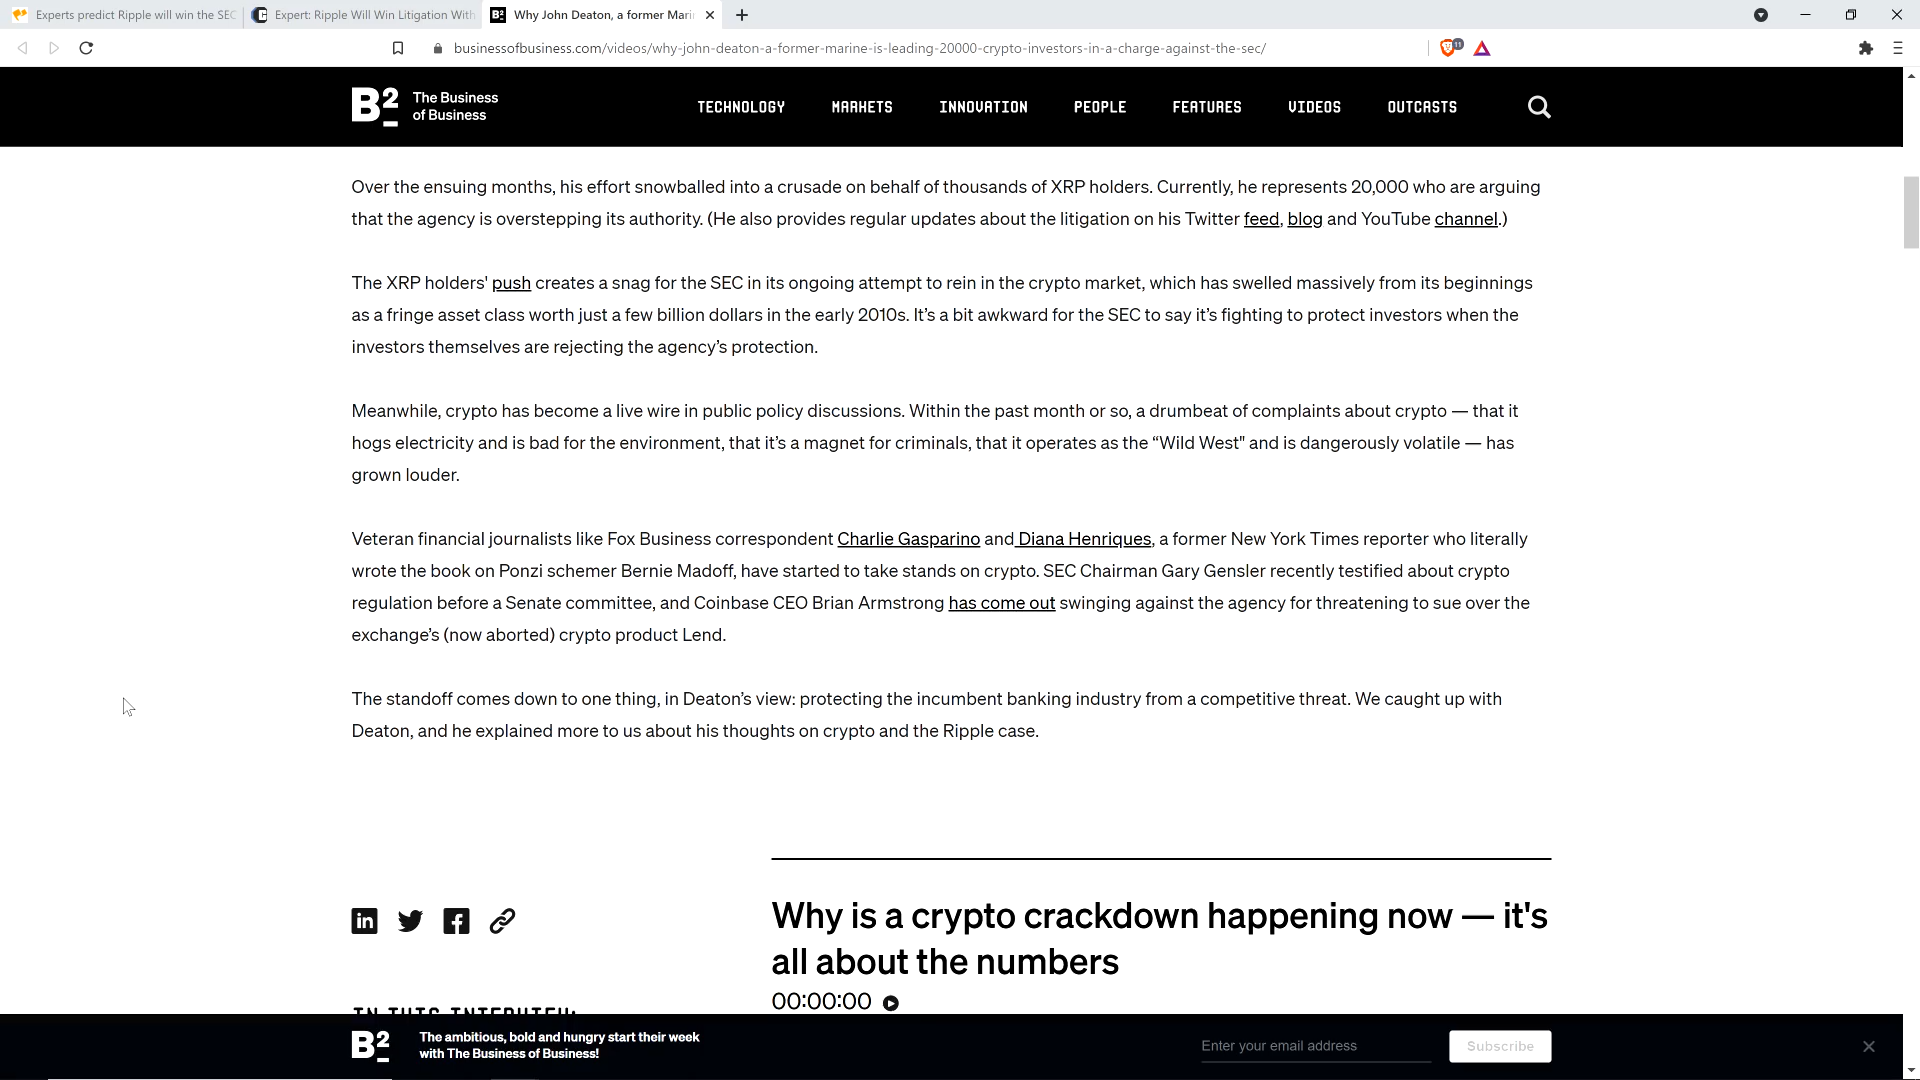 Experts predict Ripple will win the SEC
Expert: Ripple Will Win Litigation With
B² Why John Deaton, a former Mari
businessofbusiness.com/videos/why-john-deaton-a-former-marine-is-leading-20000-crypto-investors-in-a-charge-against-the-sec/
11
B² The Business
of Business
TECHNOLOGY MARKETS INNOVATION PEOPLE FEATURES VIDEOS OUTCASTS
Over the ensuing months, his effort snowballed into a crusade on behalf of thousands of XRP holders. Currently, he represents 20,000 who are arguing
that the agency is overstepping its authority. (He also provides regular updates about the litigation on his Twitter feed, blog and YouTube channel.)
The XRP holders' push creates a snag for the SEC in its ongoing attempt to rein in the crypto market, which has swelled massively from its beginnings
as a fringe asset class worth just a few billion dollars in the early 2010s. It’s a bit awkward for the SEC to say it’s fighting to protect investors when the
investors themselves are rejecting the agency’s protection.
Meanwhile, crypto has become a live wire in public policy discussions. Within the past month or so, a drumbeat of complaints about crypto — that it
hogs electricity and is bad for the environment, that it’s a magnet for criminals, that it operates as the “Wild West" and is dangerously volatile — has
grown louder.
Veteran financial journalists like Fox Business correspondent Charlie Gasparino and Diana Henriques, a former New York Times reporter who literally
wrote the book on Ponzi schemer Bernie Madoff, have started to take stands on crypto. SEC Chairman Gary Gensler recently testified about crypto
regulation before a Senate committee, and Coinbase CEO Brian Armstrong has come out swinging against the agency for threatening to sue over the
exchange’s (now aborted) crypto product Lend.
The standoff comes down to one thing, in Deaton’s view: protecting the incumbent banking industry from a competitive threat. We caught up with
Deaton, and he explained more to us about his thoughts on crypto and the Ripple case.
Why is a crypto crackdown happening now — it's
all about the numbers
00:00:00
IN THIS INTERVIEW:
B² The ambitious, bold and hungry start their week
with The Business of Business!
Enter your email address
Subscribe